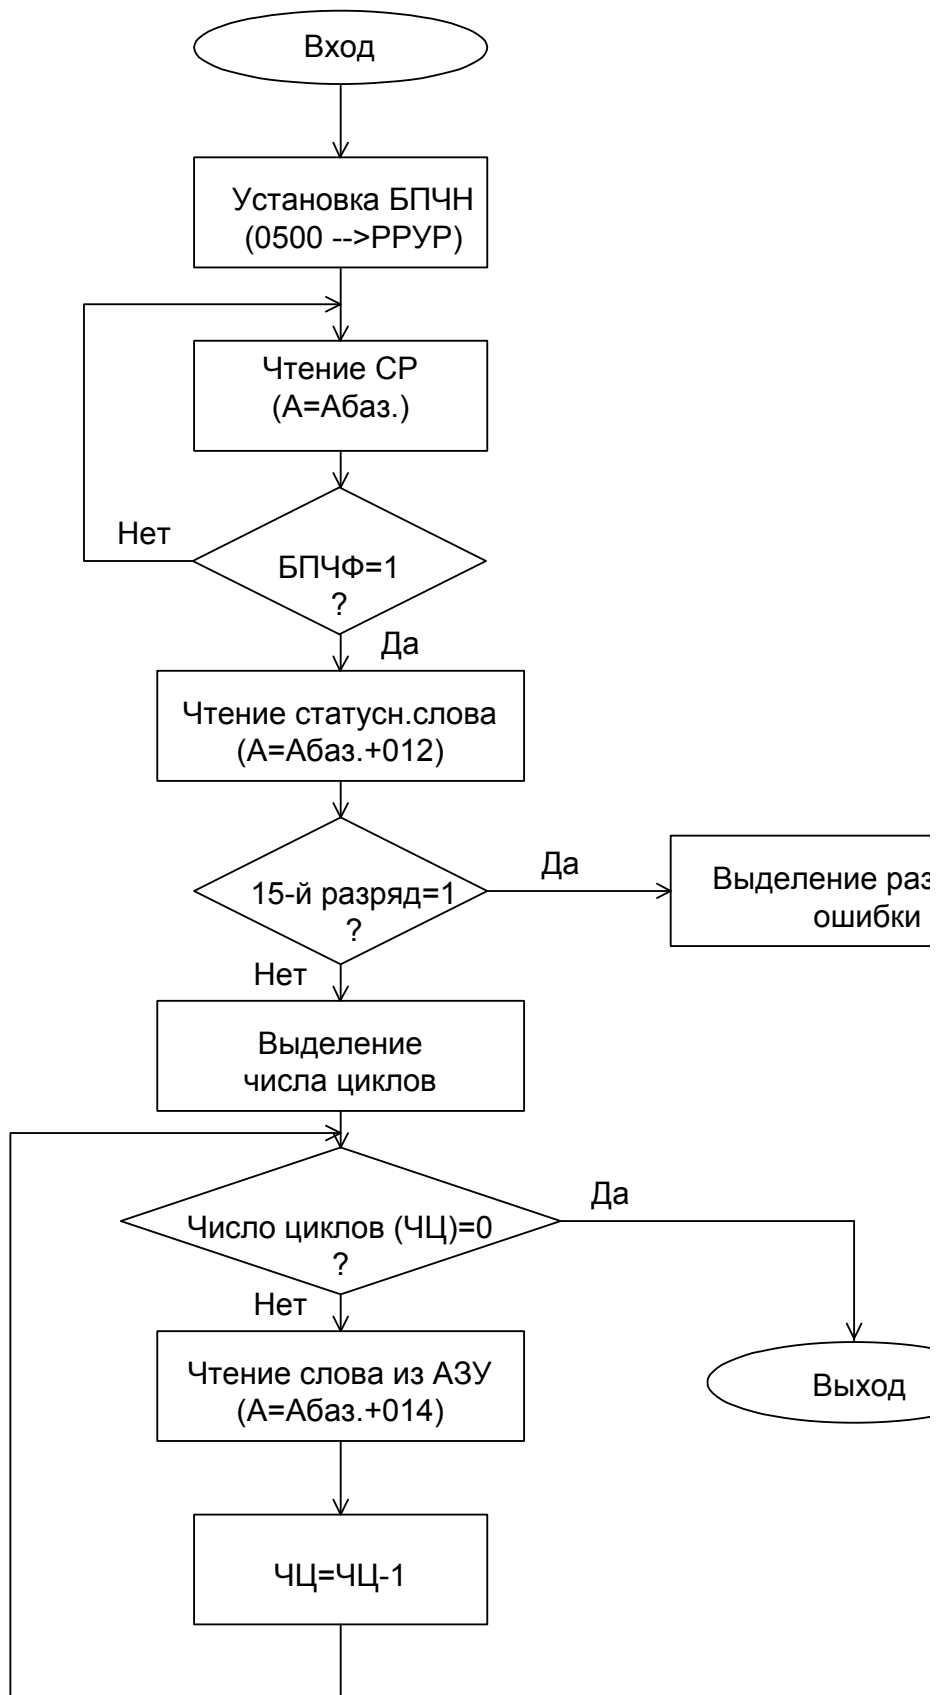 Вход
Установка БПЧН
(0500 -->РРУР)
Чтение СР
(А=Абаз.)
Нет
БПЧФ=1
?
Да
Чтение статусн.слова
(А=Абаз.+012)
15-й разряд=1
?
Да
Выделение
ошибки
Нет
Выделение
числа циклов
Число циклов (ЧЦ)=0
?
Да
Нет
Чтение слова из АЗУ
(А=Абаз.+014)
Выход
ЧЦ=ЧЦ-1